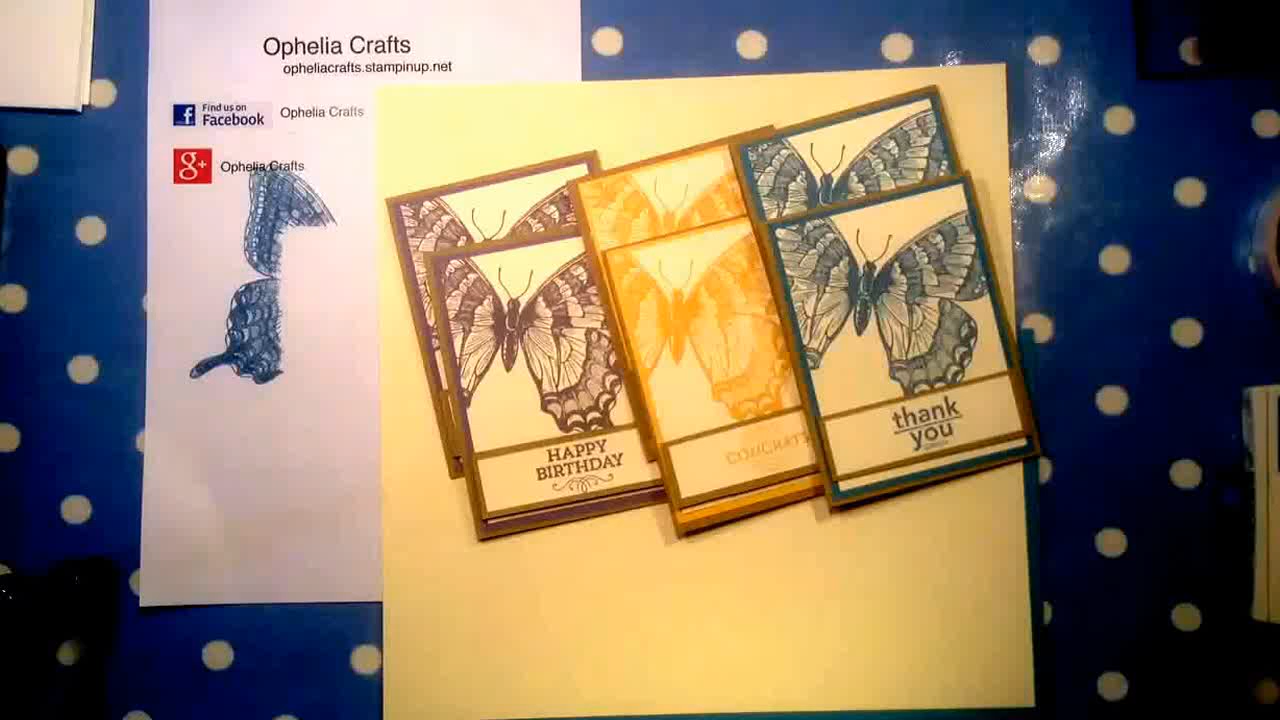 Ophelia Crafts
opheliacrafts.stampinup.net
f Find us on
Facebook
Ophelia Crafts
g+
Ophelia Crafts
HAPPY
BIRTHDAY
CONGRATS
thank
you